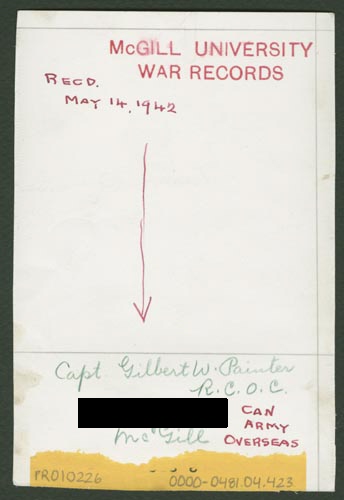 McGILL UNIVERSITY
WAR RECORDS
RECD.
MAY 14, 1942
Capt. Gilbert W. Painter
R.C.O.C.
McGill
CAN
ARMY
OVERSEAS
PR010226
0000-0481.04.423